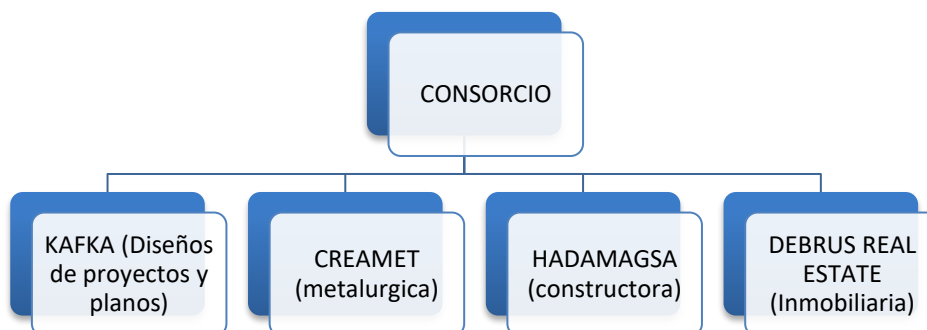 CONSORCIO
KAFKA (Diseños
de proyectos y
planos)
CREAMET
(metalurgica)
HADAMAGSA
(constructora)
DEBRUS REAL
ESTATE
(Inmobiliaria)